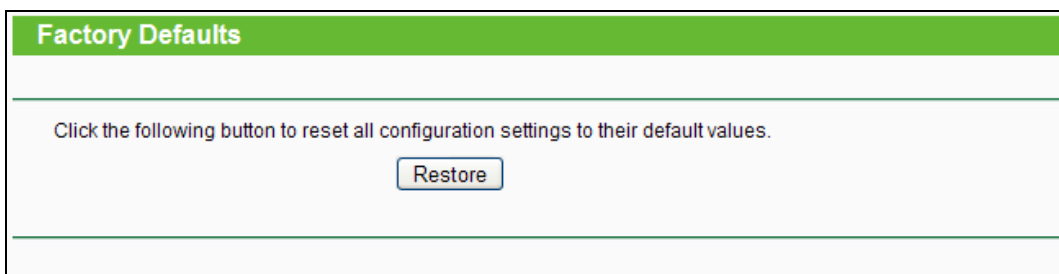 Factory Defaults
Click the following button to reset all configuration settings to their default values.
Restore